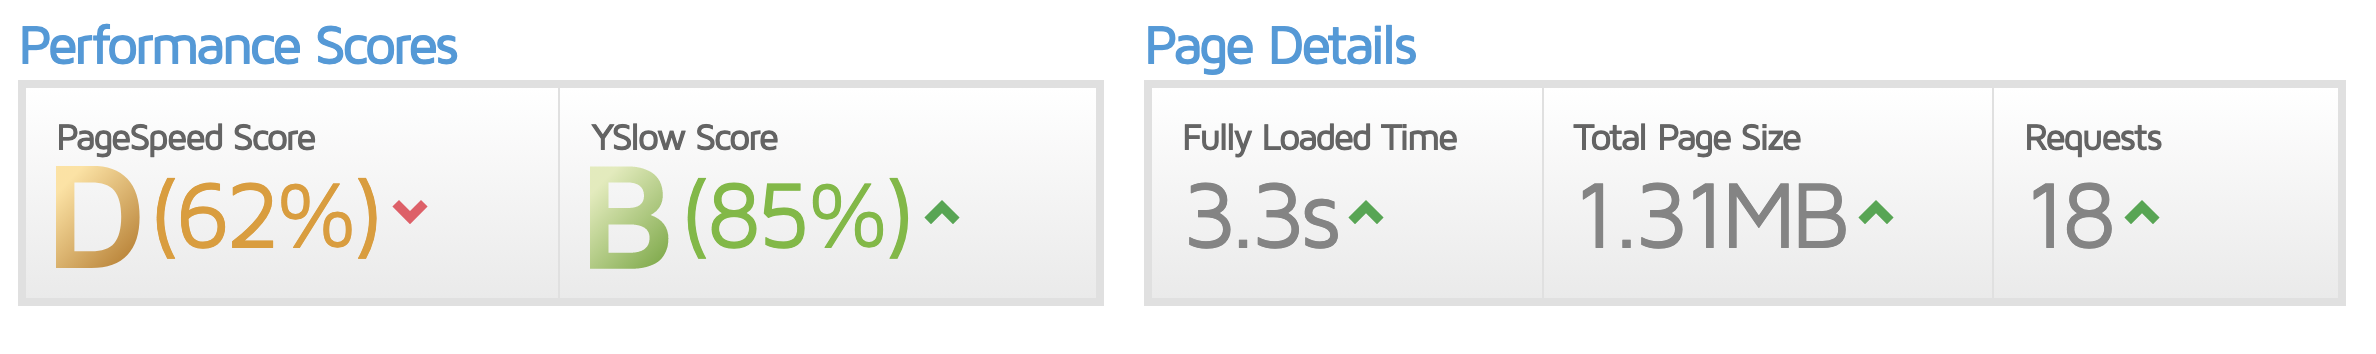 Performance Scores
PageSpeed Score
D (62%)
YSlow Score
B (85%)
Page Details
Fully Loaded Time
3.3s
Total Page Size
1.31MB
Requests
18